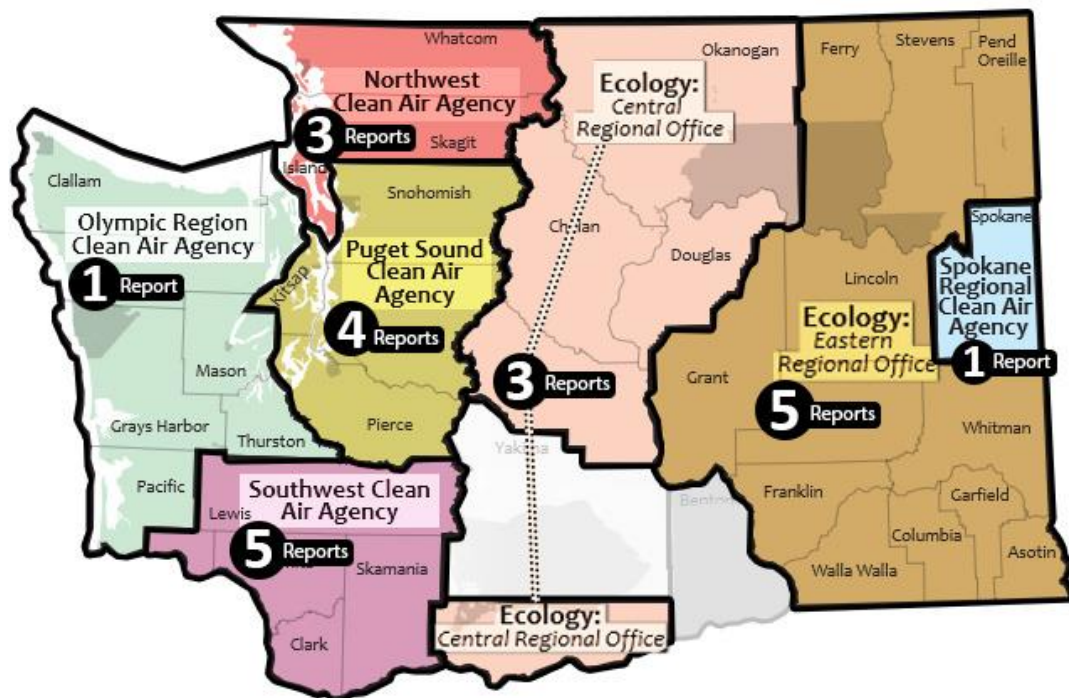 Whatcom
Okanogan
Ferry
Stevens
Pend
Oreille
Northwest
Clean Air Agency
3 Reports
Skagit
Island
Ecology:
Central
Regional Office
Clallam
Snohomish
Olympic Region
Clean Air Agency
1 Report
Kitsap
Puget Sound
Clean Air
Agency
4 Reports
Chelan
Douglas
Spokane
Spokane
Regional
Clean Air
Agency
1 Report
Lincoln
Ecology:
Eastern
Regional Office
5 Reports
Mason
3 Reports
Grant
Grays Harbor
Thurston
Pierce
Whitman
Yakima
Pacific
Southwest Clean
Air Agency
Lewis
5 Reports
Skamania
Clark
Benton
Franklin
Garfield
Columbia
Walla Walla
Asotin
Ecology:
Central Regional Office